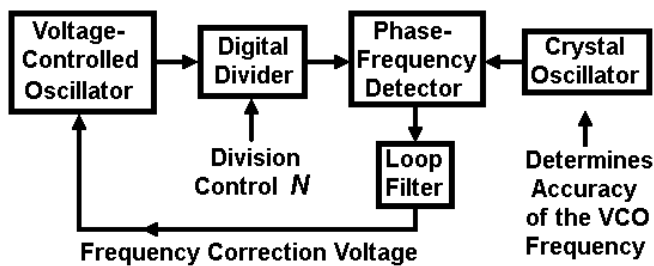 Voltage-
Controlled
Oscillator
Digital
Divider
Phase-
Frequency
Detector
Crystal
Oscillator
Division
Control N
Loop
Filter
Determines
Accuracy
of the VCO
Frequency
Frequency Correction Voltage